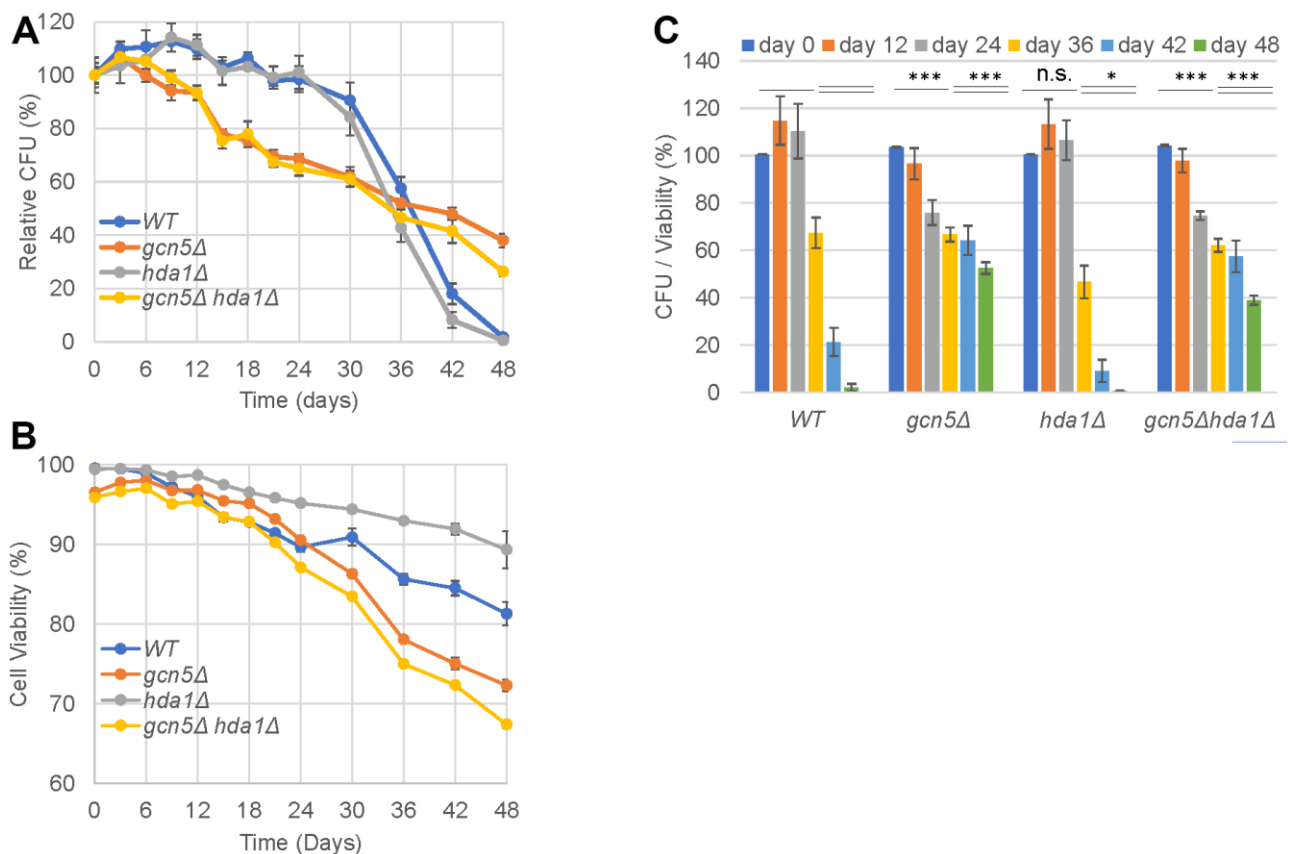 A
120
100
80
60
40
20
0
Relative CFU (%)
WT
gcn5Δ
hda1Δ
gcn5Δ hda1Δ
0 6 12 18 24 30 36 42 48
Time (days)
B
100
90
80
70
60
Cell Viability (%)
WT
gcn5Δ
hda1Δ
gcn5Δ hda1Δ
0 6 12 18 24 30 36 42 48
Time (Days)
C
day 0 day 12 day 24 day 36 day 42 day 48
140
120
100
80
60
40
20
0
CFU / Viability (%)
*** *** n.s. * *** ***
WT gcn5Δ hda1Δ gcn5Δhda1Δ